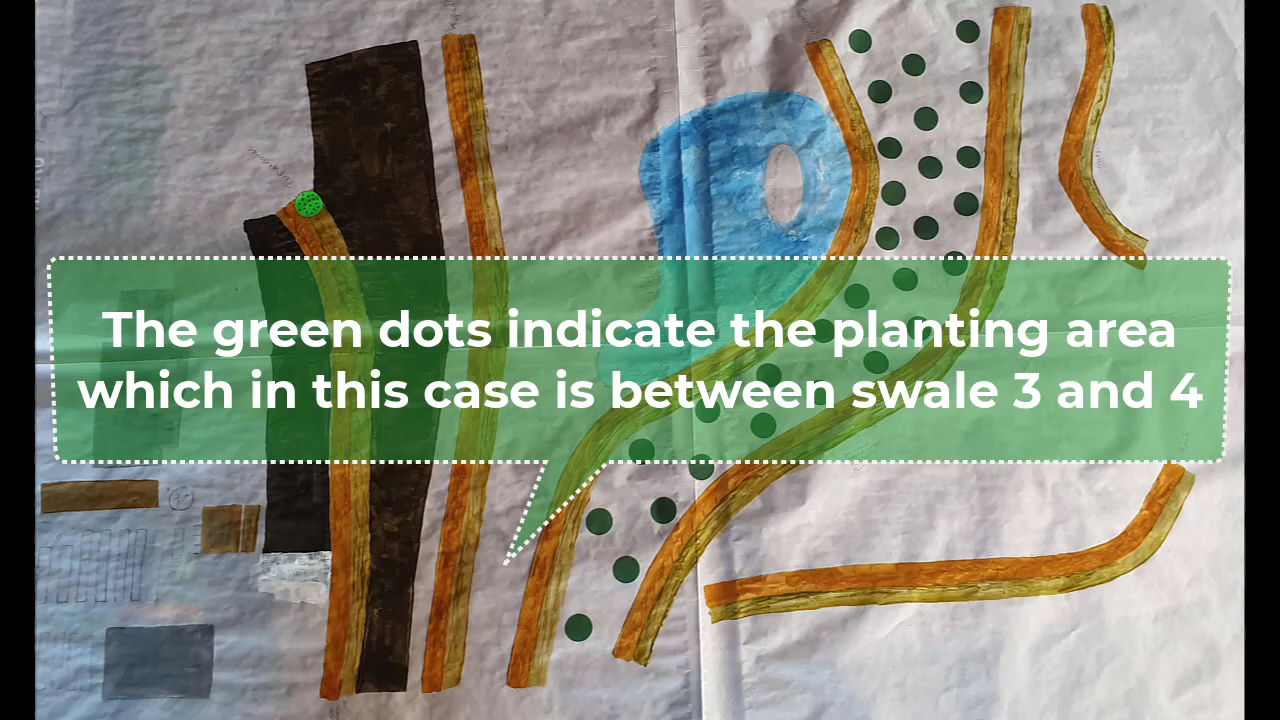 The green dots indicate the planting area
which in this case is between swale 3 and 4